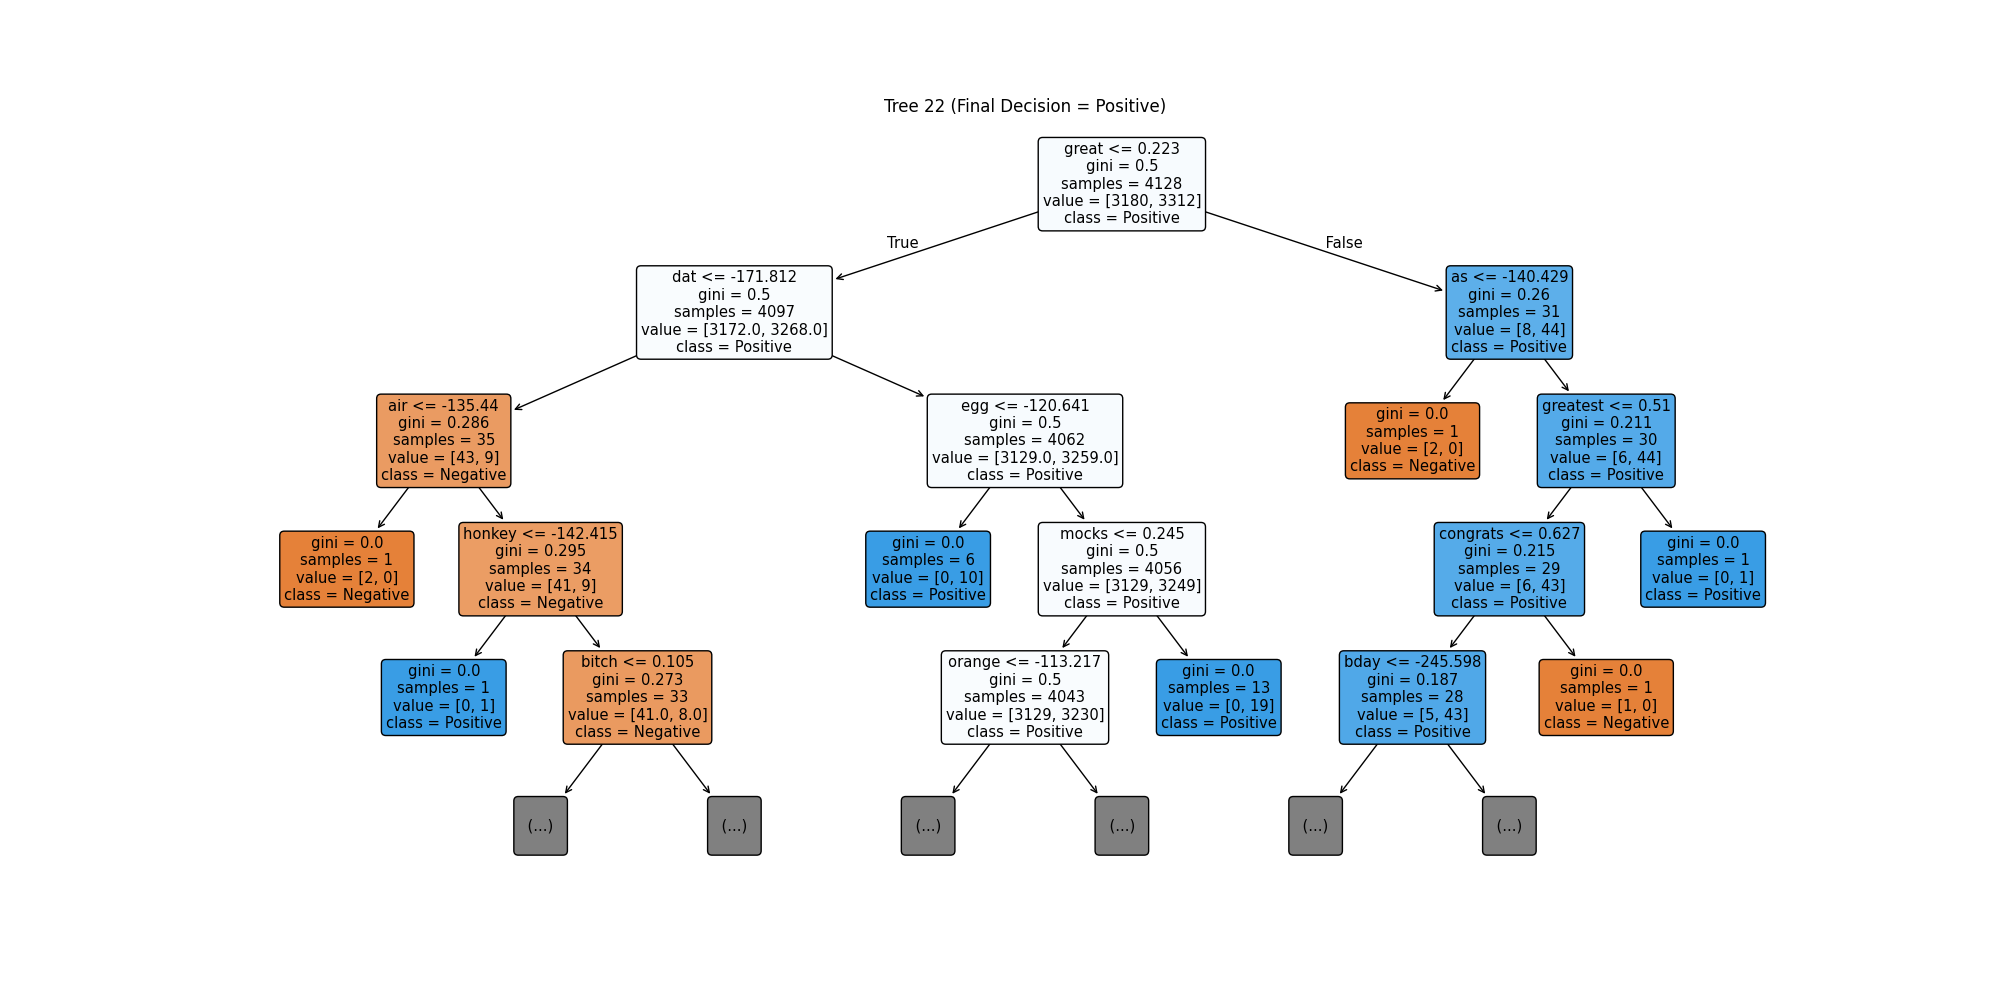 Tree 22 (Final Decision = Positive)
great <= 0.223
gini = 0.5
samples = 4128
value = [3180, 3312]
class = Positive
True
False
dat <= -171.812
gini = 0.5
samples = 4097
value = [3172.0, 3268.0]
class = Positive
as <= -140.429
gini = 0.26
samples = 31
value = [8, 44]
class = Positive
air <= -135.44
gini = 0.286
samples = 35
value = [43, 9]
class = Negative
egg <= -120.641
gini = 0.5
samples = 4062
value = [3129.0, 3259.0]
class = Positive
gini = 0.0
samples = 1
value = [2, 0]
class = Negative
greatest <= 0.51
gini = 0.211
samples = 30
value = [6, 44]
class = Positive
gini = 0.0
samples = 1
value = [2, 0]
class = Negative
honkey <= -142.415
gini = 0.295
samples = 34
value = [41, 9]
class = Negative
gini = 0.0
samples = 6
value = [0, 10]
class = Positive
mocks <= 0.245
gini = 0.5
samples = 4056
value = [3129, 3249]
class = Positive
congrats <= 0.627
gini = 0.215
samples = 29
value = [6, 43]
class = Positive
gini = 0.0
samples = 1
value = [0, 1]
class = Positive
gini = 0.0
samples = 1
value = [0, 1]
class = Positive
bitch <= 0.105
gini = 0.273
samples = 33
value = [41.0, 8.0]
class = Negative
orange <= -113.217
gini = 0.5
samples = 4043
value = [3129, 3230]
class = Positive
gini = 0.0
samples = 13
value = [0, 19]
class = Positive
bday <= -245.598
gini = 0.187
samples = 28
value = [5, 43]
class = Positive
gini = 0.0
samples = 1
value = [1, 0]
class = Negative
(...)
(...)
(...)
(...)
(...)
(...)